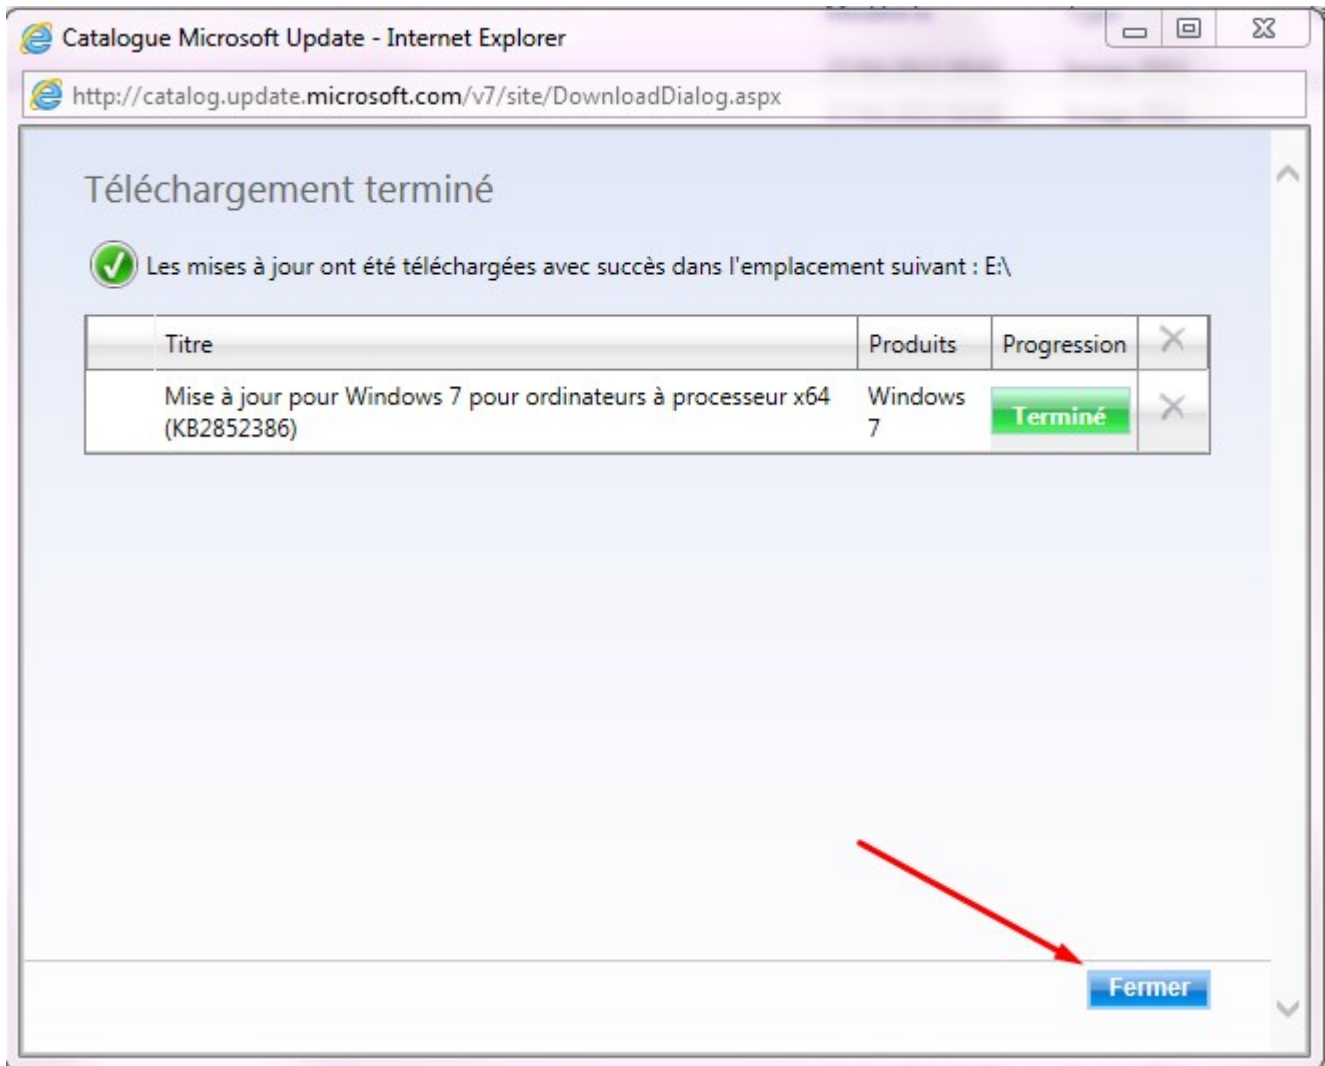 Catalogue Microsoft Update - Internet Explorer
http://catalog.update.microsoft.com/v7/site/DownloadDialog.aspx
Téléchargement terminé
Les mises à jour ont été téléchargées avec succès dans l'emplacement suivant : E:\
Titre Produits Progression
Mise à jour pour Windows 7 pour ordinateurs à processeur x64
(KB2852386)
Windows
7
Terminé
Fermer